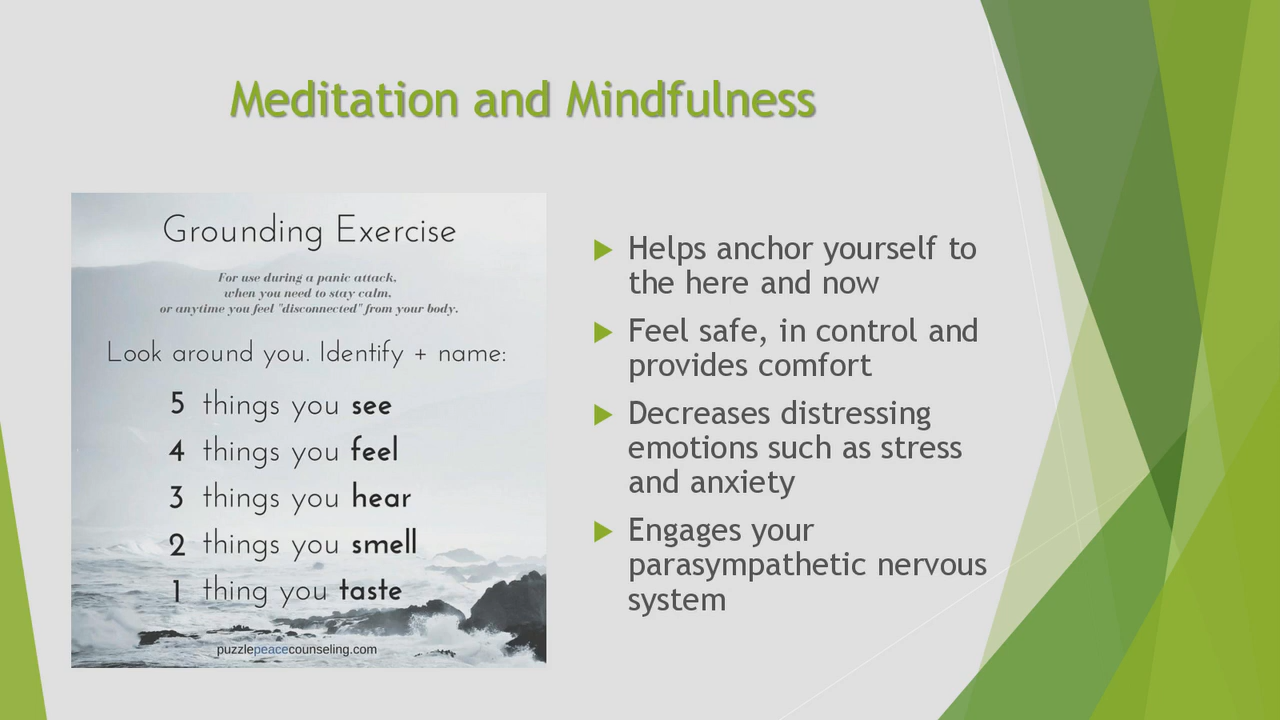 Meditation and Mindfulness
Grounding Exercise
For use during a panic attack,
when you need to stay calm,
or anytime you feel "disconnected" from your body.
Look around you. Identify + name:
5 things you see
4 things you feel
3 things you hear
2 things you smell
1 thing you taste
puzzlepeacecounseling.com
Helps anchor yourself to
the here and now
Feel safe, in control and
provides comfort
Decreases distressing
emotions such as stress
and anxiety
Engages your
parasympathetic nervous
system